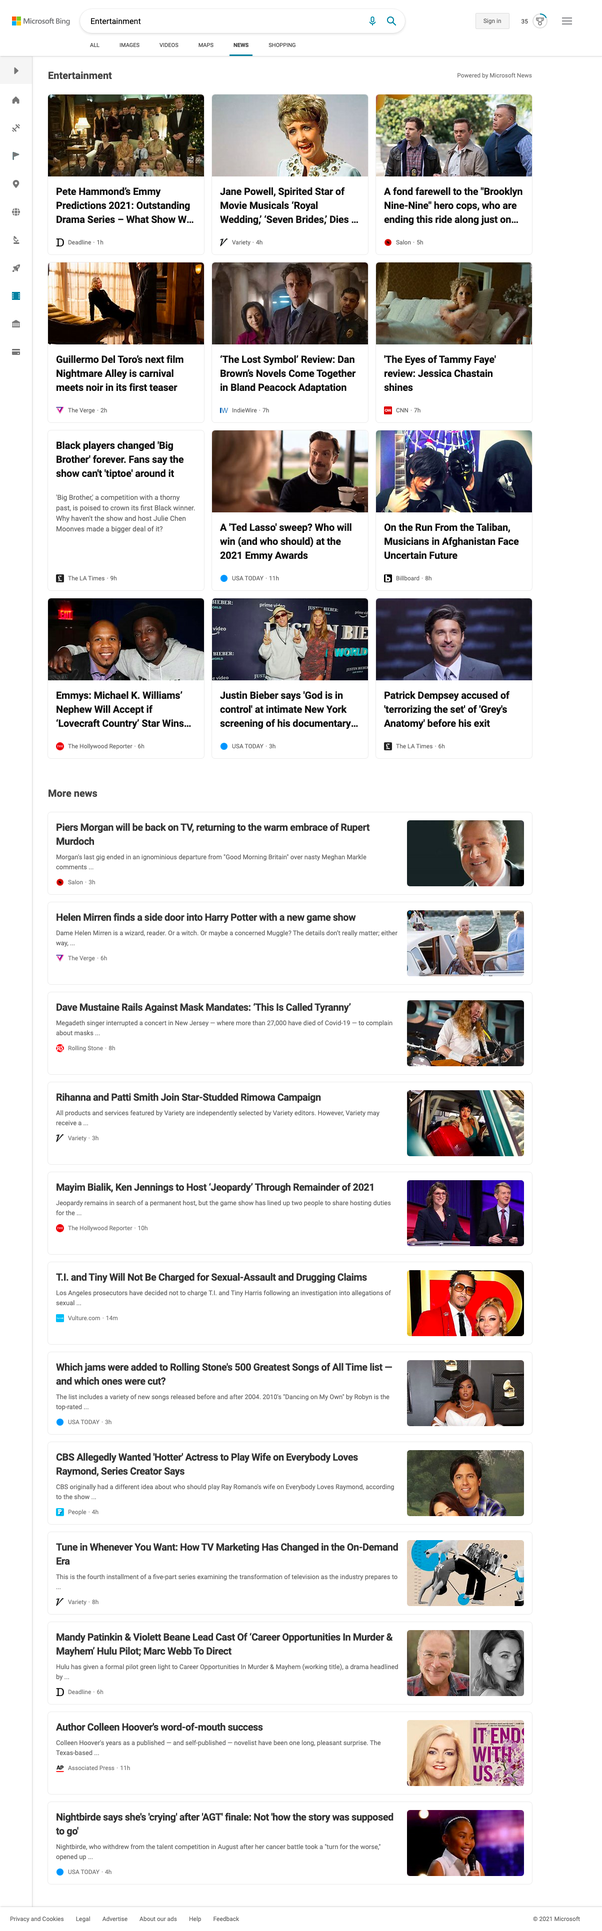 Microsoft Bing
Entertainment
Sign in
35
ALL
IMAGES
VIDEOS
MAPS
NEWS
SHOPPING
Entertainment
Powered by Microsoft News
Pete Hammond's Emmy
Predictions 2021: Outstanding
Drama Series – What Show W...
Deadline · 1h
Jane Powell, Spirited Star of
Movie Musicals 'Royal
Wedding,' 'Seven Brides,' Dies ...
Variety · 4h
A fond farewell to the "Brooklyn
Nine-Nine" hero cops, who are
ending this ride along just on...
Salon · 5h
Guillermo Del Toro's next film
Nightmare Alley is carnival
meets noir in its first teaser
The Verge · 2h
'The Lost Symbol' Review: Dan
Brown's Novels Come Together
in Bland Peacock Adaptation
IndieWire · 7h
'The Eyes of Tammy Faye'
review: Jessica Chastain
shines
CNN · 7h
Black players changed 'Big
Brother' forever. Fans say the
show can't 'tiptoe' around it
'Big Brother,' a competition with a thorny
past, is poised to crown its first Black winner.
Why haven't the show and host Julie Chen
Moonves made a bigger deal of it?
The LA Times · 9h
A 'Ted Lasso' sweep? Who will
win (and who should) at the
2021 Emmy Awards
USA TODAY · 11h
On the Run From the Taliban,
Musicians in Afghanistan Face
Uncertain Future
Billboard · 8h
EXIT
Emmys: Michael K. Williams'
Nephew Will Accept if
'Lovecraft Country' Star Wins...
The Hollywood Reporter · 6h
Justin Bieber says 'God is in
control' at intimate New York
screening of his documentary...
USA TODAY · 3h
Patrick Dempsey accused of
'terrorizing the set' of 'Grey's
Anatomy' before his exit
The LA Times · 6h
More news
Piers Morgan will be back on TV, returning to the warm embrace of Rupert
Murdoch
Morgan's last gig ended in an ignominious departure from "Good Morning Britain" over nasty Meghan Markle
comments ...
Salon · 3h
Helen Mirren finds a side door into Harry Potter with a new game show
Dame Helen Mirren is a wizard, reader. Or a witch. Or maybe a concerned Muggle? The details don't really matter; either
way, ...
The Verge · 6h
Dave Mustaine Rails Against Mask Mandates: 'This Is Called Tyranny'
Megadeth singer interrupted a concert in New Jersey — where more than 27,000 have died of Covid-19 — to complain
about masks ...
Rolling Stone · 8h
Rihanna and Patti Smith Join Star-Studded Rimowa Campaign
All products and services featured by Variety are independently selected by Variety editors. However, Variety may
receive a ...
Variety · 3h
Mayim Bialik, Ken Jennings to Host 'Jeopardy' Through Remainder of 2021
Jeopardy remains in search of a permanent host, but the game show has lined up two people to share hosting duties
for the ...
The Hollywood Reporter · 10h
T.I. and Tiny Will Not Be Charged for Sexual-Assault and Drugging Claims
Los Angeles prosecutors have decided not to charge T.I. and Tiny Harris following an investigation into allegations of
sexual ...
Vulture.com · 14m
Which jams were added to Rolling Stone's 500 Greatest Songs of All Time list —
and which ones were cut?
The list includes a variety of new songs released before and after 2004. 2010's "Dancing on My Own" by Robyn is the
top-rated ...
USA TODAY · 3h
CBS Allegedly Wanted 'Hotter' Actress to Play Wife on Everybody Loves
Raymond, Series Creator Says
CBS originally had a different idea about who should play Ray Romano's wife on Everybody Loves Raymond, according
to the show ...
People · 4h
Tune in Whenever You Want: How TV Marketing Has Changed in the On-Demand
Era
This is the fourth installment of a five-part series examining the transformation of television as the industry prepares to
...
Variety · 8h
Mandy Patinkin & Violett Beane Lead Cast Of 'Career Opportunities In Murder &
Mayhem' Hulu Pilot; Marc Webb To Direct
Hulu has given a formal pilot green light to Career Opportunities In Murder & Mayhem (working title), a drama headlined
by ...
Deadline · 6h
Author Colleen Hoover's word-of-mouth success
Colleen Hoover's years as a published — and self-published — novelist have been one long, pleasant surprise. The
Texas-based ...
AP Associated Press · 11h
IT ENDS
WITH
US
Nightbirde says she's 'crying' after 'AGT' finale: Not 'how the story was supposed
to go'
Nightbirde, who withdrew from the talent competition in August after her cancer battle took a "turn for the worse,"
opened up ...
USA TODAY · 4h
Privacy and Cookies
Legal
Advertise
About our ads
Help
Feedback
© 2021 Microsoft